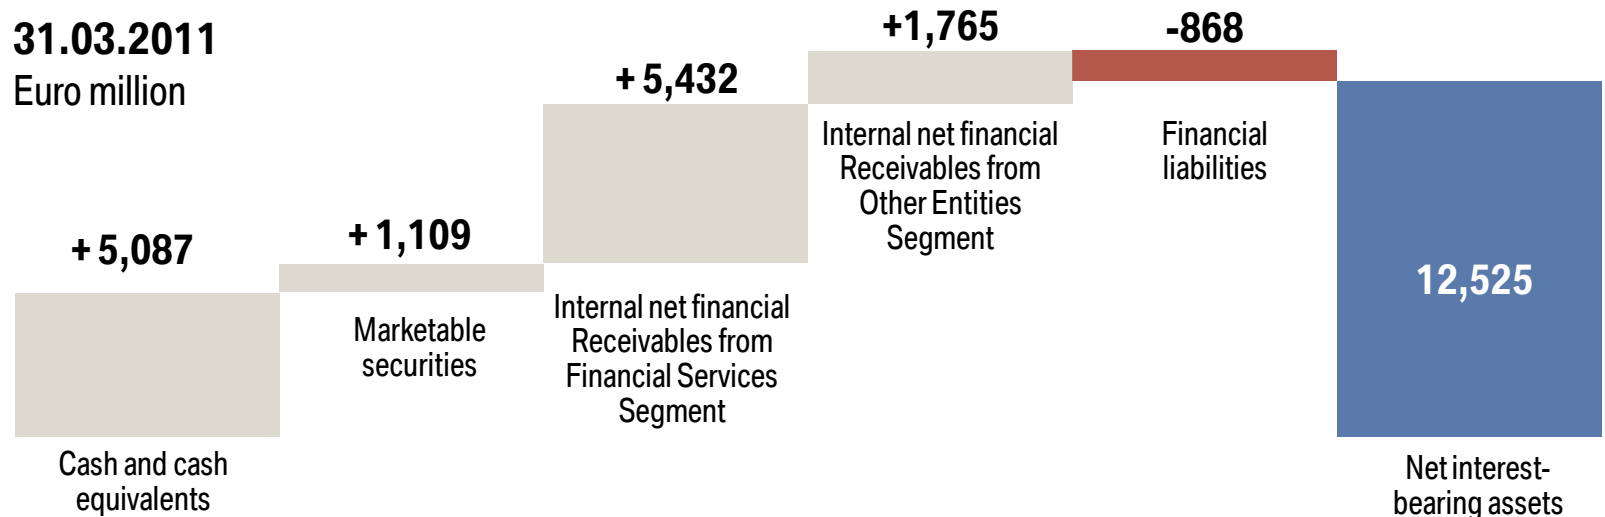 31.03.2011
Euro million
+ 5,087
Cash and cash
equivalents
+ 1,109
Marketable
securities
+ 5,432
Internal net financial
Receivables from
Financial Services
Segment
+1,765
Internal net financial
Receivables from
Other Entities
Segment
-868
Financial
liabilities
12,525
Net interest-
bearing assets